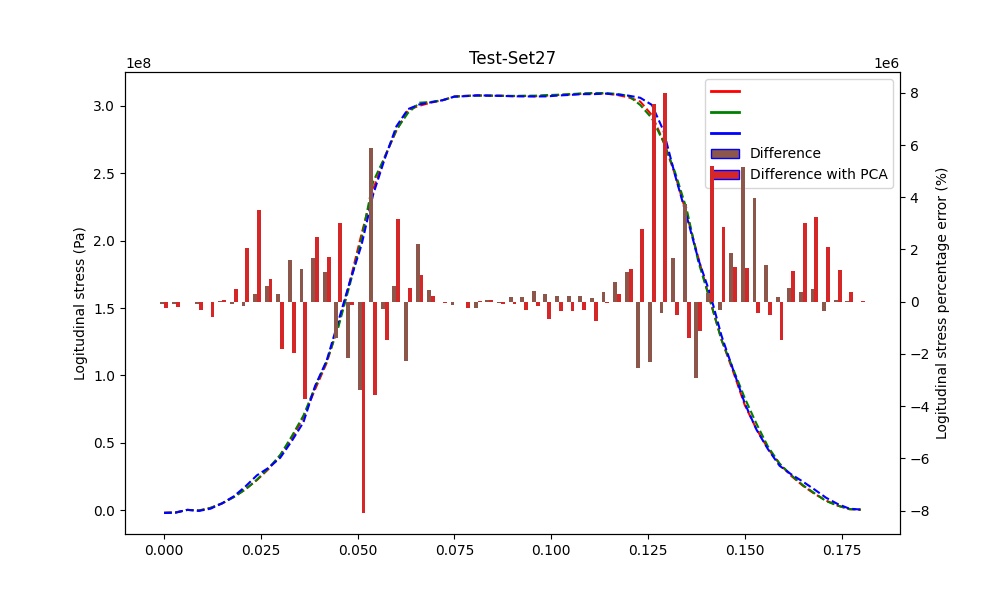 Test-Set27
1e8
1e6
Difference
Difference with PCA
Logitudinal stress (Pa)
3.0
2.5
2.0
1.5
1.0
0.5
0.0
8
6
4
2
0
−2
−4
−6
−8
Logitudinal stress percentage error (%)
0.000 0.025 0.050 0.075 0.100 0.125 0.150 0.175